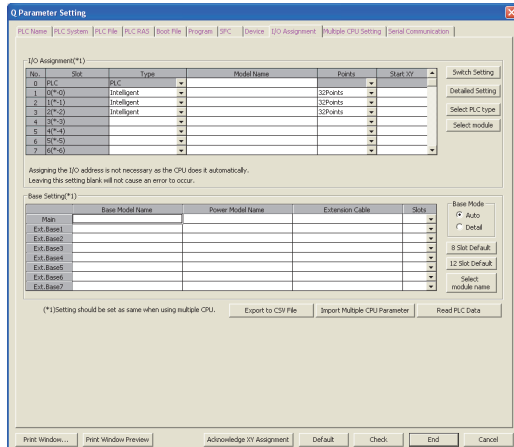 Q Parameter Setting
PLC Name PLC System PLC File PLC RAS Boot File Program SFC Device I/O Assignment Multiple CPU Setting Serial Communication
I/O Assignment(*1)
No. Slot Type Model Name Points Start XY
0 PLC PLC
1 0(*-0) Intelligent 32Points
2 1(*-1) Intelligent 32Points
3 2(*-2) Intelligent 32Points
4 3(*-3)
5 4(*-4)
6 5(*-5)
7 6(*-6)
Switch Setting
Detailed Setting
Select PLC type
Select module
Assigning the I/O address is not necessary as the CPU does it automatically.
Leaving this setting blank will not cause an error to occur.
Base Setting(*1)
Base Model Name Power Model Name Extension Cable Slots
Main
Ext.Base1
Ext.Base2
Ext.Base3
Ext.Base4
Ext.Base5
Ext.Base6
Ext.Base7
Base Mode
Auto
Detail
8 Slot Default
12 Slot Default
Select
module name
(*1)Setting should be set as same when using multiple CPU. Export to CSV File Import Multiple CPU Parameter Read PLC Data
Print Window... Print Window Preview Acknowledge XY Assignment Default Check End Cancel